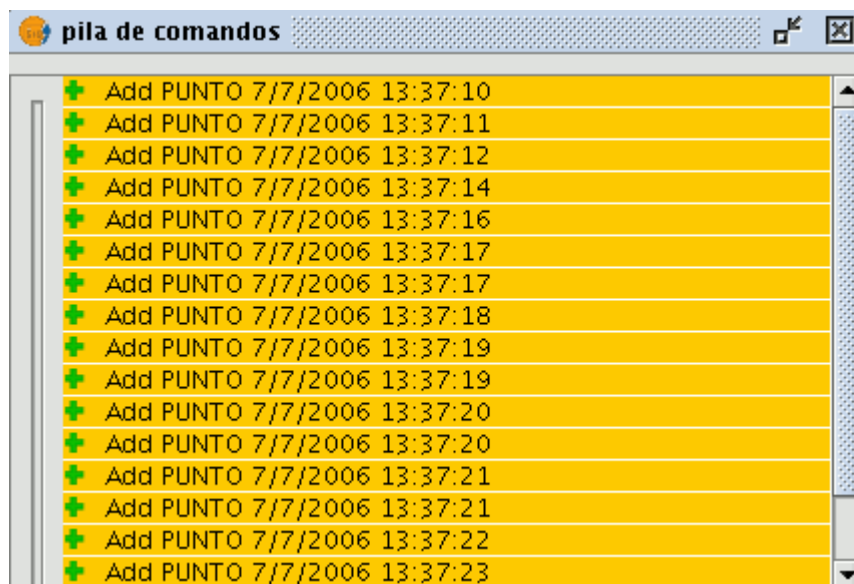 pila de comandos
Add PUNTO 7/7/2006 13:37:10
Add PUNTO 7/7/2006 13:37:11
Add PUNTO 7/7/2006 13:37:12
Add PUNTO 7/7/2006 13:37:14
Add PUNTO 7/7/2006 13:37:16
Add PUNTO 7/7/2006 13:37:17
Add PUNTO 7/7/2006 13:37:17
Add PUNTO 7/7/2006 13:37:18
Add PUNTO 7/7/2006 13:37:19
Add PUNTO 7/7/2006 13:37:19
Add PUNTO 7/7/2006 13:37:20
Add PUNTO 7/7/2006 13:37:20
Add PUNTO 7/7/2006 13:37:21
Add PUNTO 7/7/2006 13:37:21
Add PUNTO 7/7/2006 13:37:22
Add PUNTO 7/7/2006 13:37:23